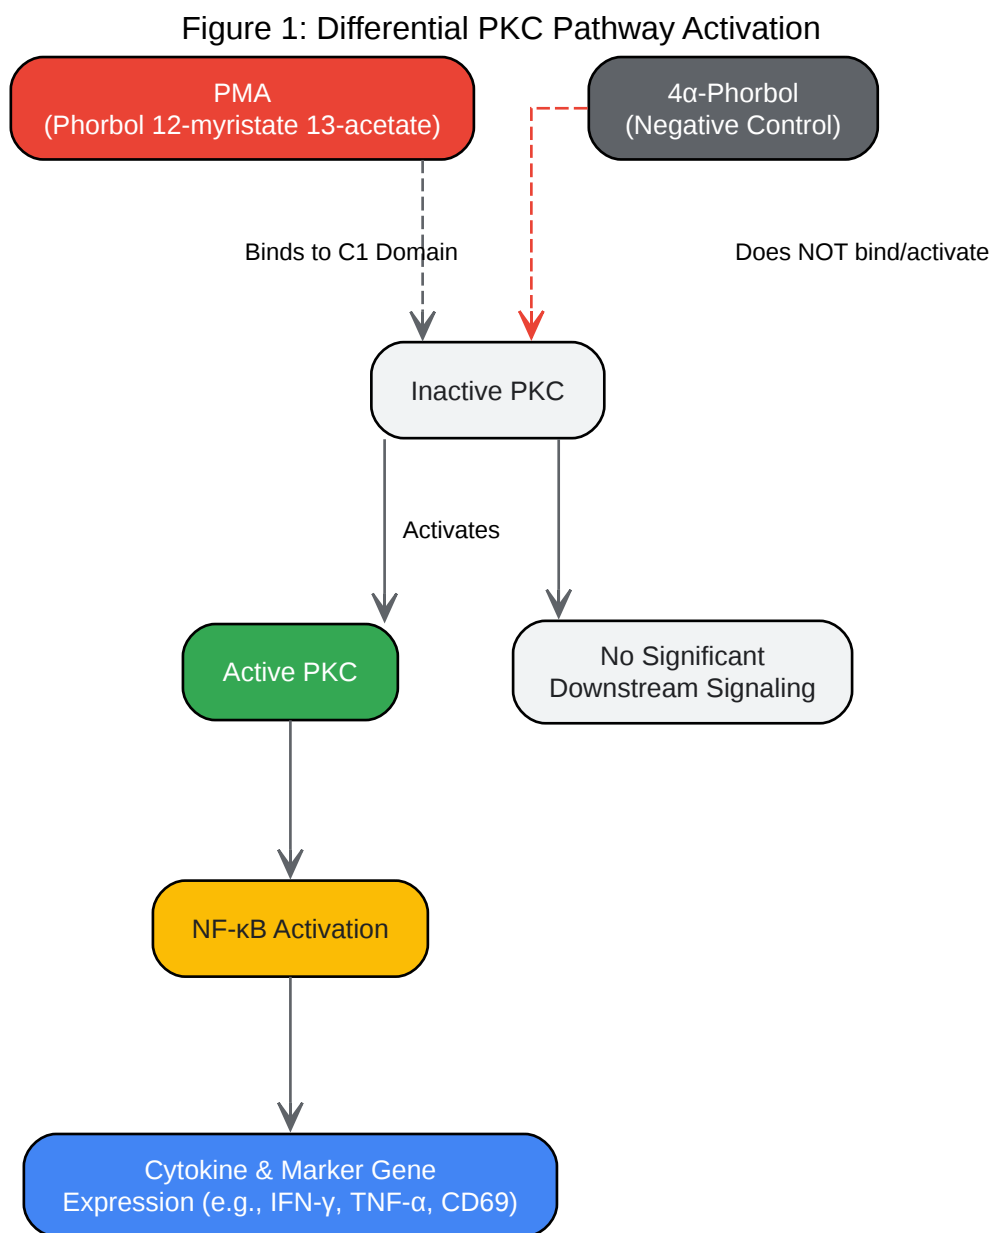 Figure 1: Differential PKC Pathway Activation
PMA
(Phorbol 12-myristate 13-acetate)
4α-Phorbol
(Negative Control)
Binds to C1 Domain
Does NOT bind/activate
Inactive PKC
Activates
Active PKC
No Significant
Downstream Signaling
NF-κB Activation
Cytokine & Marker Gene
Expression (e.g., IFN-γ, TNF-α, CD69)